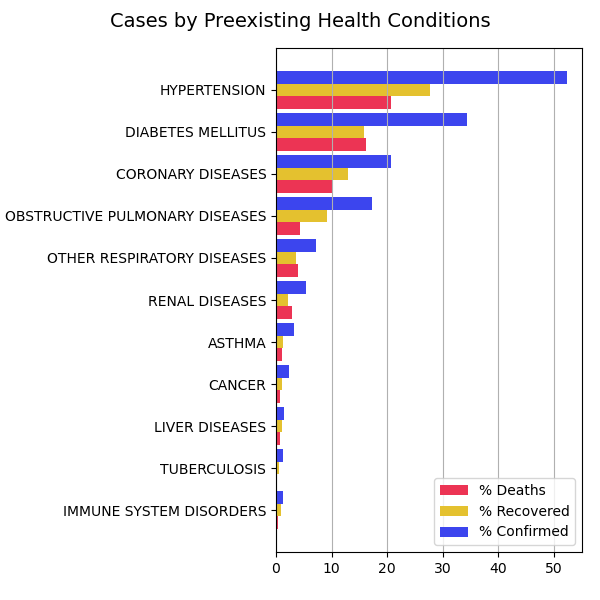 Cases by Preexisting Health Conditions
HYPERTENSION
DIABETES MELLITUS
CORONARY DISEASES
OBSTRUCTIVE PULMONARY DISEASES
OTHER RESPIRATORY DISEASES
RENAL DISEASES
ASTHMA
CANCER
LIVER DISEASES
TUBERCULOSIS
IMMUNE SYSTEM DISORDERS
% Deaths
% Recovered
% Confirmed
0 10 20 30 40 50